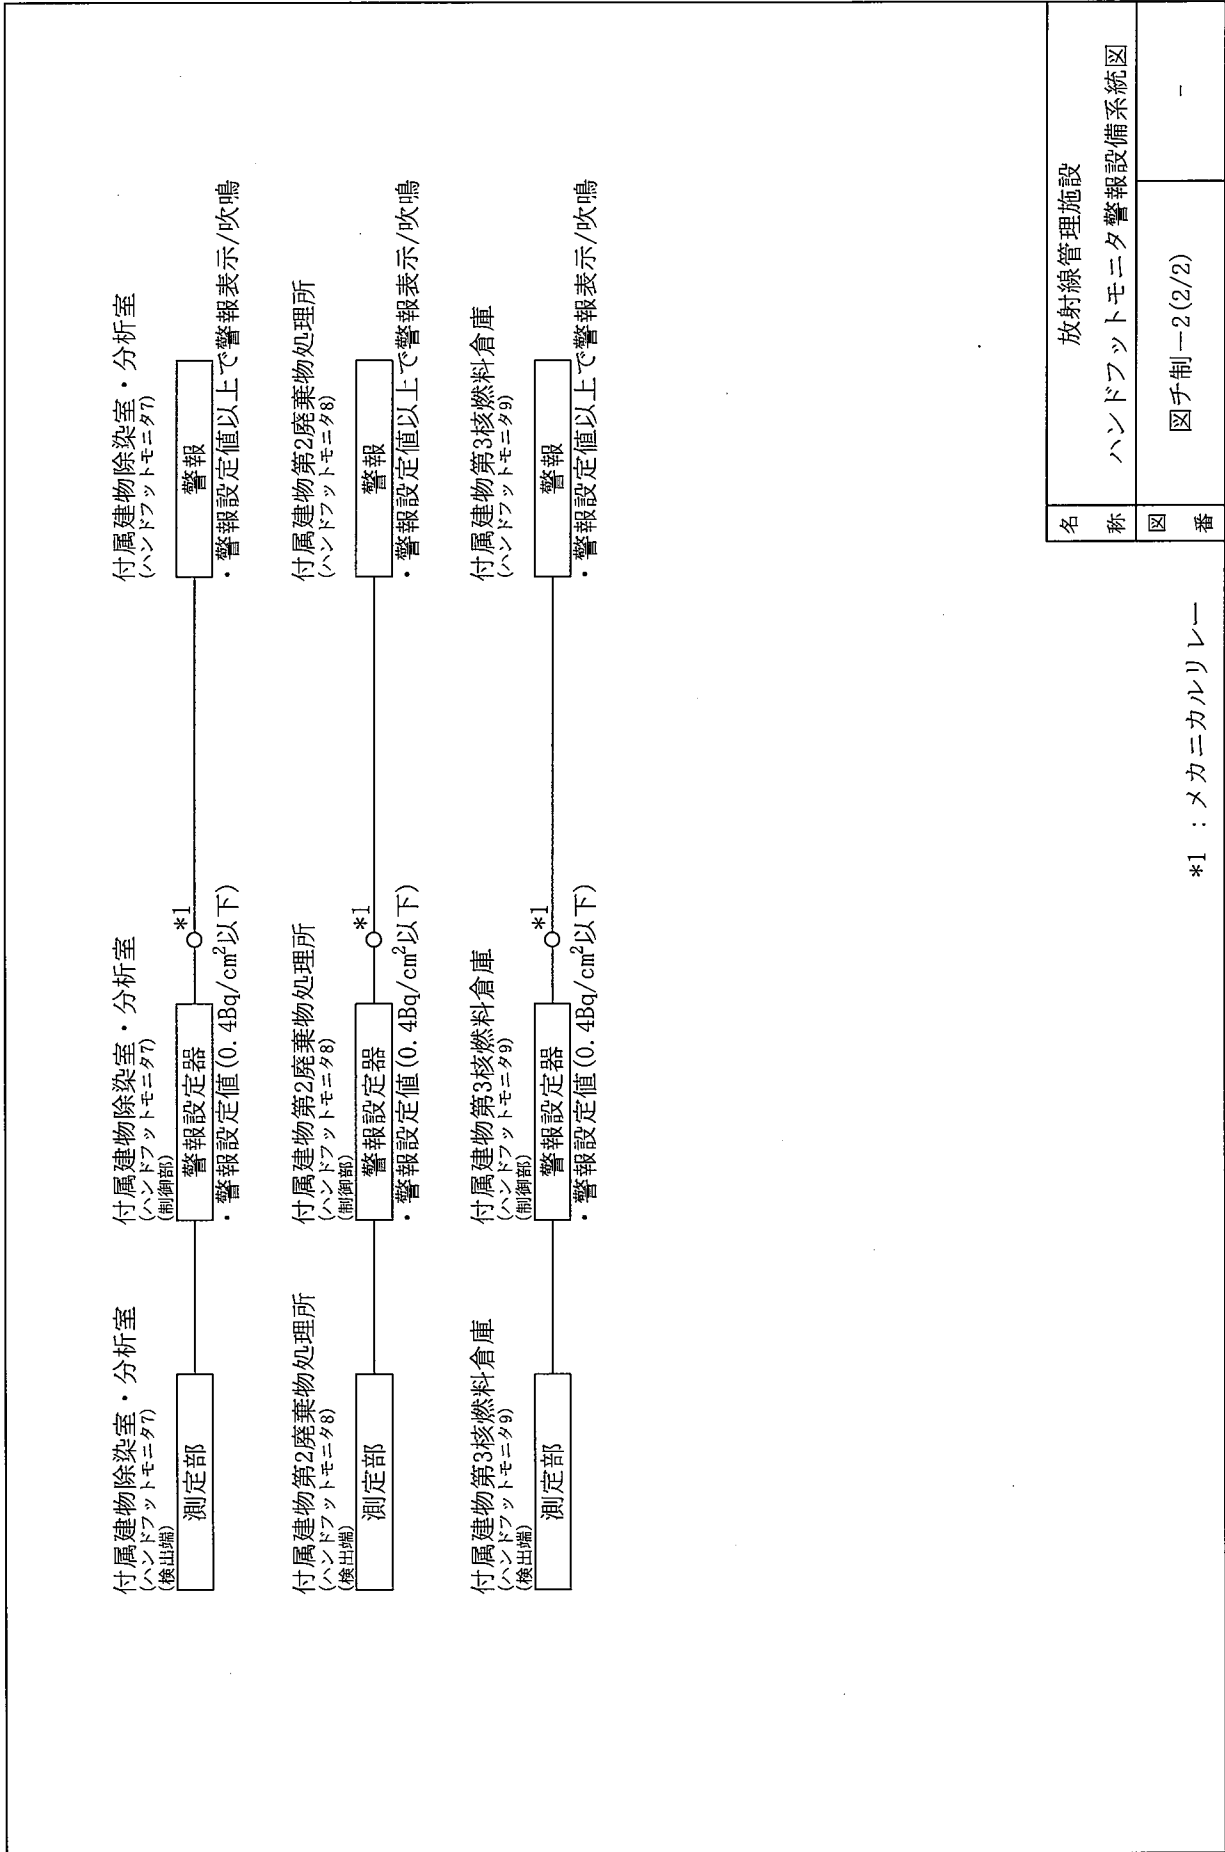 付属建物除染室・分析室
(ハンドフットモニタ7)
(検出端)
測定部
付属建物除染室・分析室
(ハンドフットモニタ7)
(制御部)
警報設定器
・警報設定値(0.4Bq/cm²以下)
*1
付属建物除染室・分析室
(ハンドフットモニタ7)
警報
・警報設定値以上で警報表示/吹鳴
付属建物第2廃棄物処理所
(ハンドフットモニタ8)
(検出端)
測定部
付属建物第2廃棄物処理所
(ハンドフットモニタ8)
(制御部)
警報設定器
・警報設定値(0.4Bq/cm²以下)
*1
付属建物第2廃棄物処理所
(ハンドフットモニタ8)
警報
・警報設定値以上で警報表示/吹鳴
付属建物第3核燃料倉庫
(ハンドフットモニタ9)
(検出端)
測定部
付属建物第3核燃料倉庫
(ハンドフットモニタ9)
(制御部)
警報設定器
・警報設定値(0.4Bq/cm²以下)
*1
付属建物第3核燃料倉庫
(ハンドフットモニタ9)
警報
・警報設定値以上で警報表示/吹鳴
*1 : メカニカルリレー
名称
放射線管理施設
ハンドフットモニタ警報設備系統図
図番
図チ制−2(2/2)
-